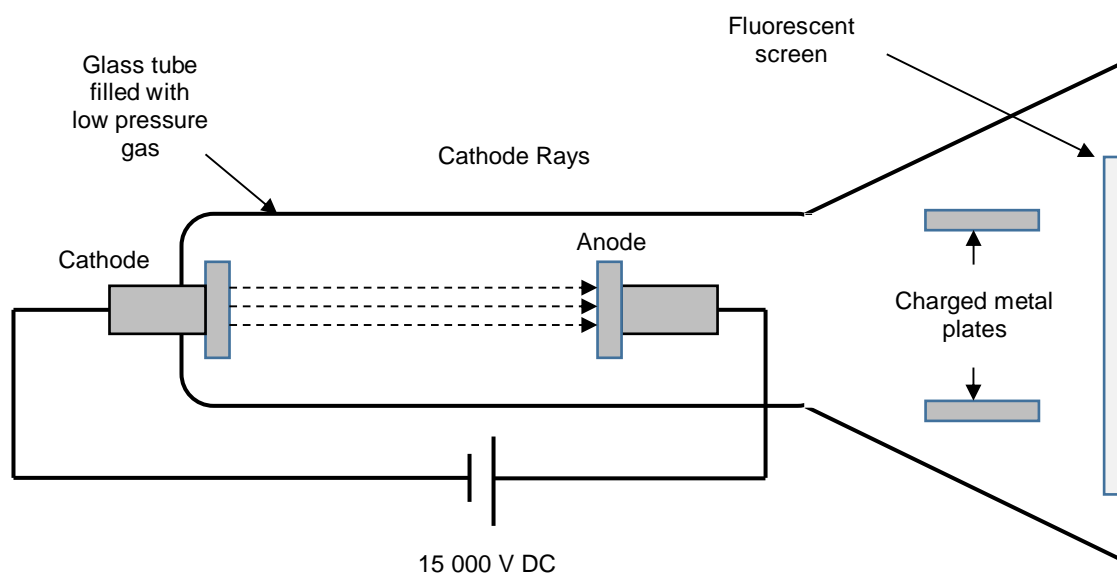 Fluorescent
screen
Glass tube
filled with
low pressure
gas
Cathode Rays
Cathode
Anode
Charged metal
plates
15 000 V DC